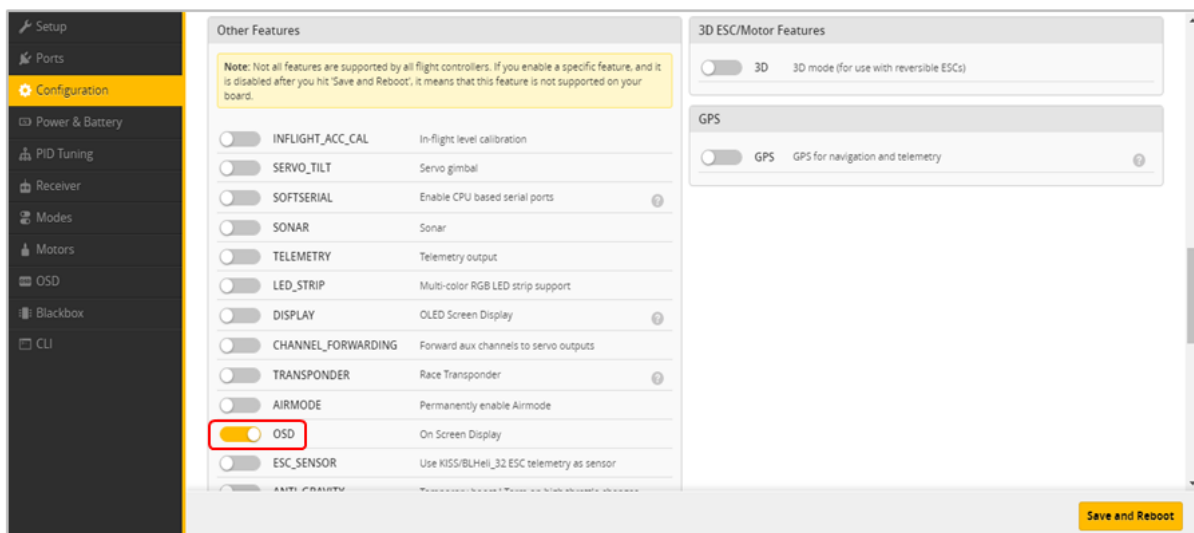 Setup
Ports
Configuration
Power & Battery
PID Tuning
Receiver
Modes
Motors
OSD
Blackbox
CLI
Other Features
Note: Not all features are supported by all flight controllers. If you enable a specific feature, and it
is disabled after you hit 'Save and Reboot', it means that this feature is not supported on your
board.
INFLIGHT_ACC_CAL In-flight level calibration
SERVO_TILT Servo gimbal
SOFTSERIAL Enable CPU based serial ports ?
SONAR Sonar
TELEMETRY Telemetry output
LED_STRIP Multi-color RGB LED strip support
DISPLAY OLED Screen Display ?
CHANNEL_FORWARDING Forward aux channels to servo outputs
TRANSPONDER Race Transponder ?
AIRMODE Permanently enable Airmode
OSD On Screen Display
ESC_SENSOR Use KISS/BLHeli_32 ESC telemetry as sensor
3D ESC/Motor Features
3D 3D mode (for use with reversible ESCs)
GPS
GPS GPS for navigation and telemetry ?
Save and Reboot